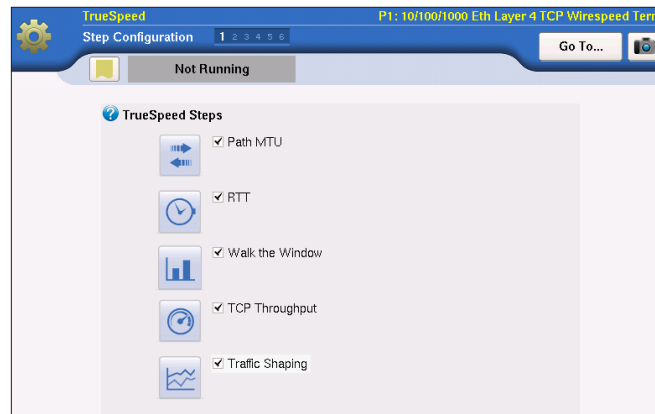 TrueSpeed
P1: 10/100/1000 Eth Layer 4 TCP Wirespeed Term
Step Configuration
1 2 3 4 5 6
Go To...
Not Running
TrueSpeed Steps
Path MTU
RTT
Walk the Window
TCP Throughput
Traffic Shaping